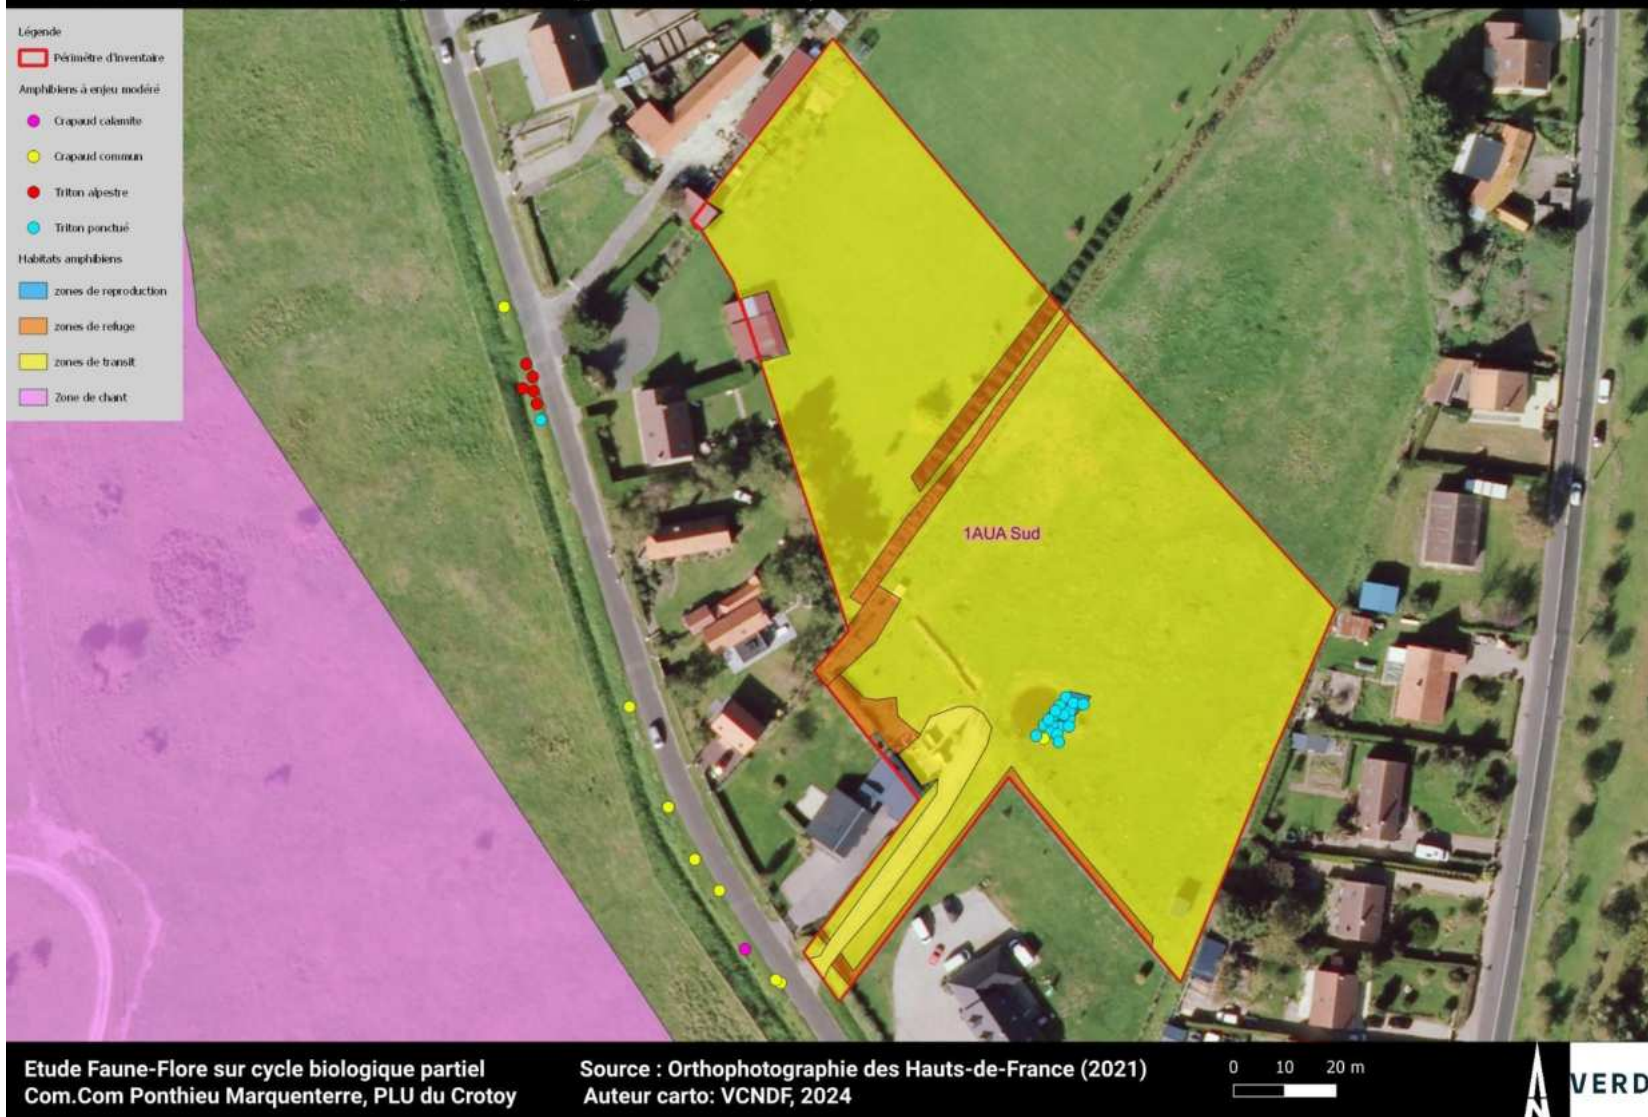 Légende
Périmètre d'inventaire
Amphibiens à enjeu modéré
Crapaud calamite
Crapaud commun
Triton alpestre
Triton ponctué
Habitats amphibiens
zones de reproduction
zones de refuge
zones de transit
Zone de chant
1AUA Sud
Etude Faune-Flore sur cycle biologique partiel
Com.Com Ponthieu Marquenterre, PLU du Crotoy
Source : Orthophotographie des Hauts-de-France (2021)
Auteur carto: VCNDF, 2024
0 10 20 m
N
VERD